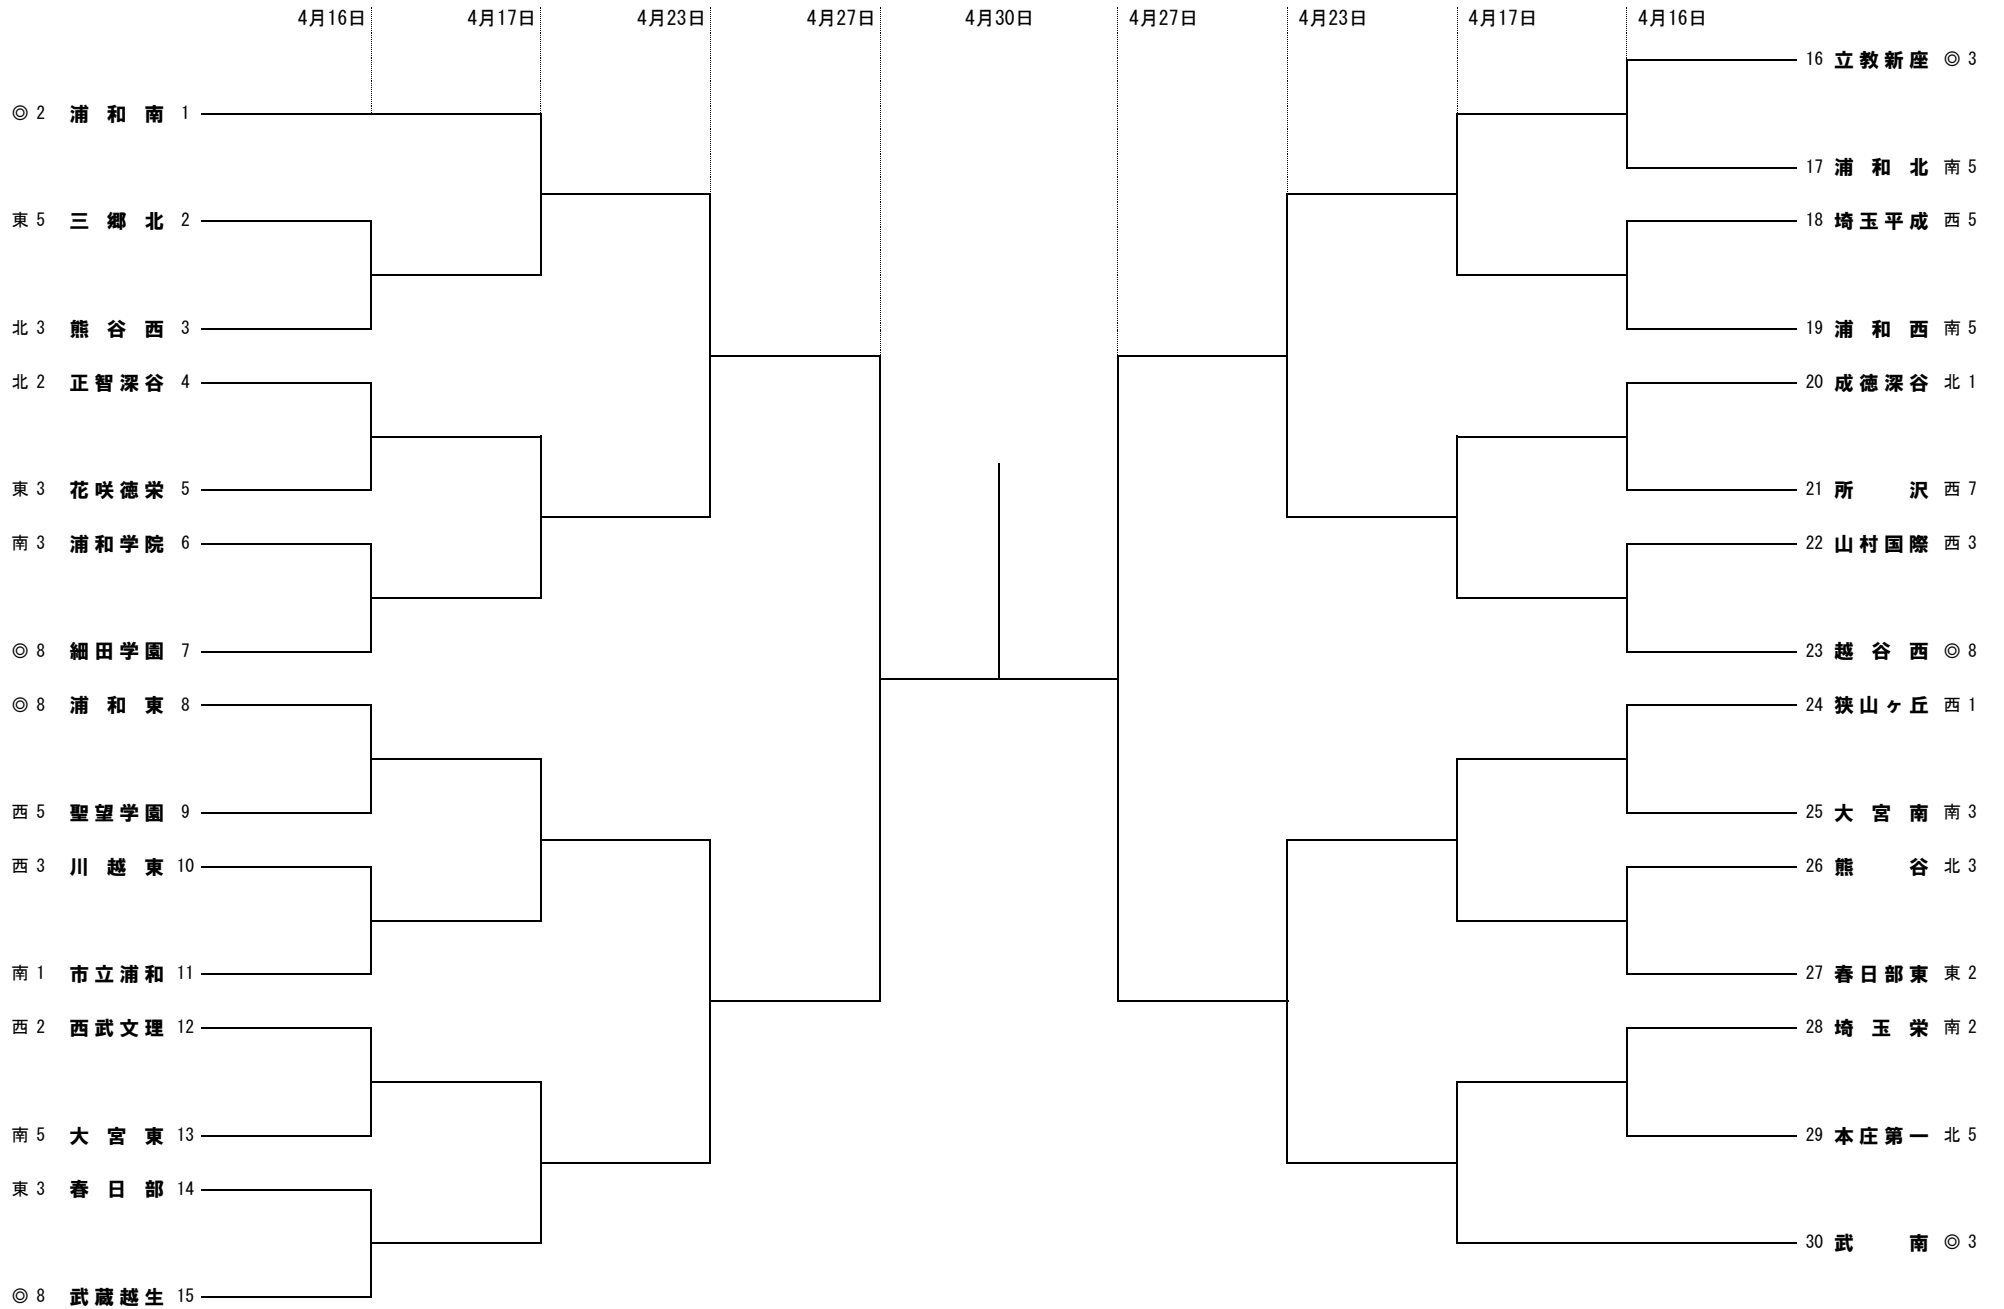 4月16日 4月17日 4月23日 4月27日 4月30日 4月27日 4月23日 4月17日 4月16日
16 立教新座 ◎ 3
◎ 2 浦和南 1
17 浦和北 南 5
東 5 三郷北 2
18 埼玉平成 西 5
北 3 熊谷西 3
19 浦和西 南 5
北 2 正智深谷 4
20 成徳深谷 北 1
東 3 花咲徳栄 5
21 所沢 西 7
南 3 浦和学院 6
22 山村国際 西 3
◎ 8 細田学園 7
23 越谷西 ◎ 8
◎ 8 浦和東 8
24 狭山ヶ丘 西 1
西 5 聖望学園 9
25 大宮南 南 3
西 3 川越東 10
26 熊谷 北 3
南 1 市立浦和 11
27 春日部東 東 2
西 2 西武文理 12
28 埼玉栄 南 2
南 5 大宮東 13
29 本庄第一 北 5
東 3 春日部 14
30 武南 ◎ 3
◎ 8 武蔵越生 15